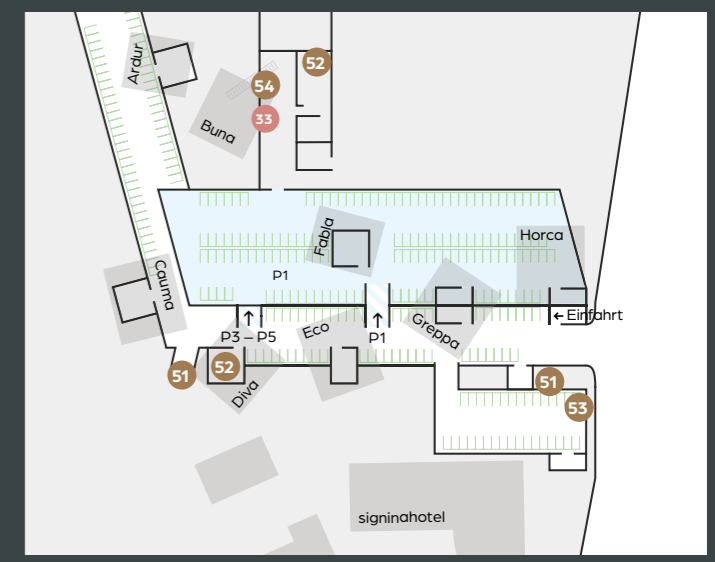 Ardur
52
54
33
Buna
Fabla
Horca
Cauma
P1
Einfahrt
P3 – P5
Eco
P1
Greppa
51
52
Diva
51
53
signinahotel